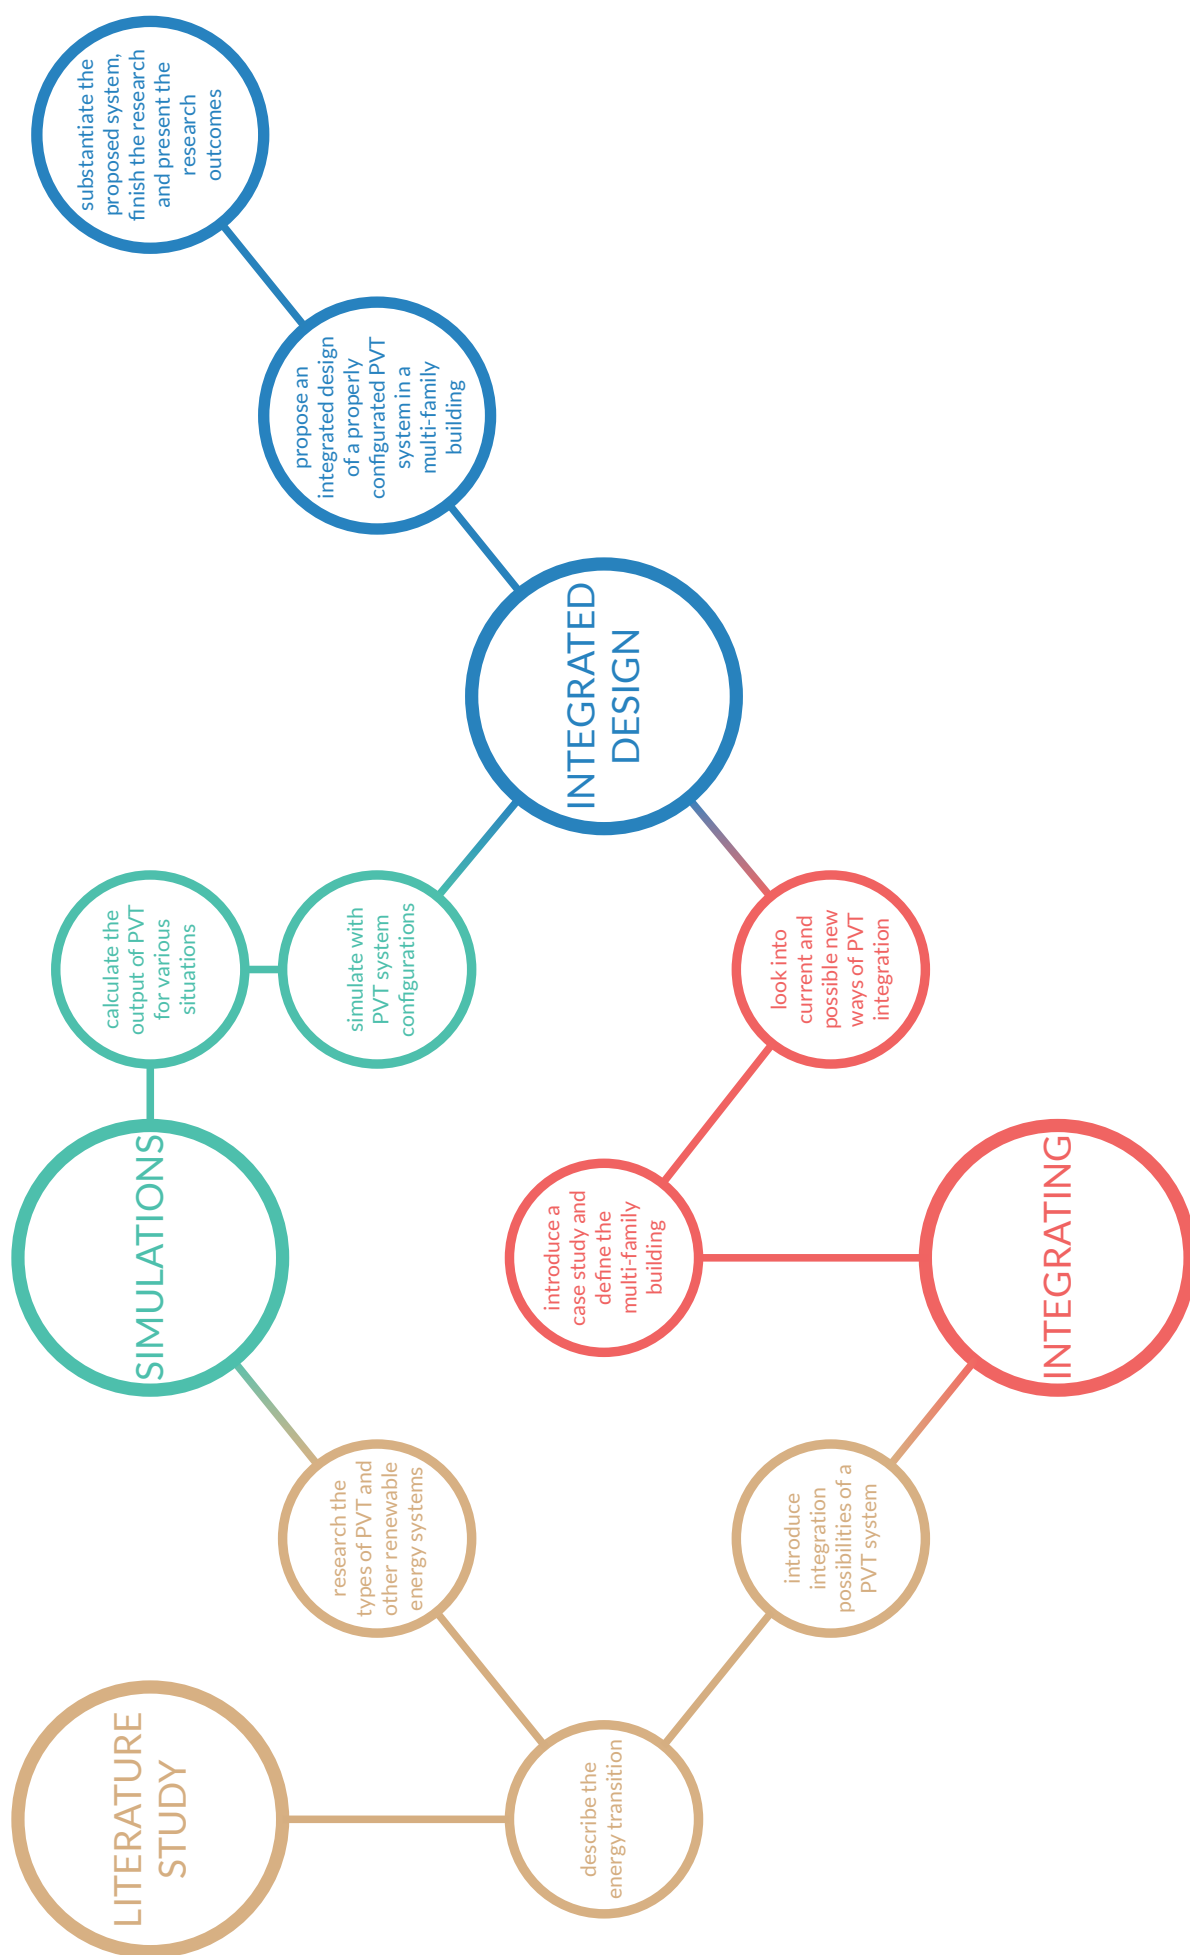 LITERATURE
STUDY
describe the
energy transition
research the
types of PVT and
other renewable
energy systems
introduce
integration
possibilities of a
PVT system
SIMULATIONS
calculate the
output of PVT
for various
situations
simulate with
PVT system
configurations
INTEGRATING
introduce a
case study and
define the
multi-family
building
look into
current and
possible new
ways of PVT
integration
INTEGRATED
DESIGN
propose an
integrated design
of a properly
configurated PVT
system in a
multi-family
building
substantiate the
proposed system,
finish the research
and present the
research
outcomes